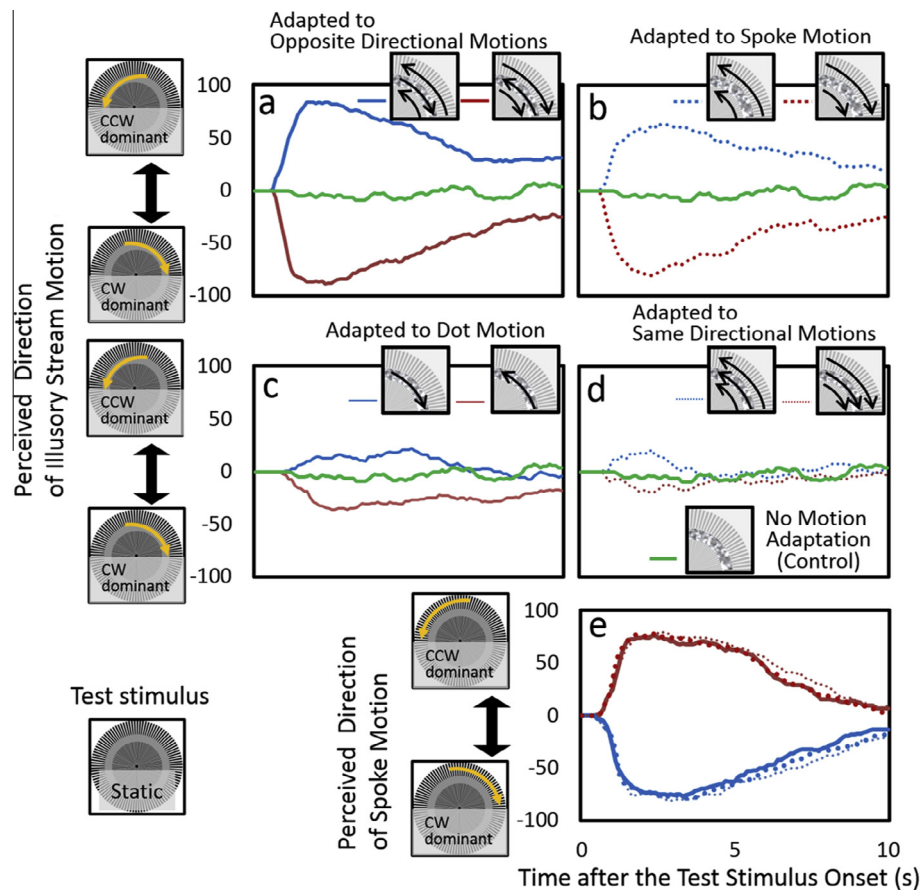 Adapted to
Opposite Directional Motions
Adapted to Spoke Motion
CCW
dominant
CW
dominant
CCW
dominant
CW
dominant
Perceived Direction
of Illusory Stream Motion
100
50
0
-50
-100
a
b
Adapted to Dot Motion
Adapted to
Same Directional Motions
100
50
0
-50
-100
c
d
No Motion
Adaptation
(Control)
Test stimulus
Static
Perceived Direction
of Spoke Motion
CCW
dominant
CW
dominant
100
50
0
-50
-100
e
0
5
10
Time after the Test Stimulus Onset (s)